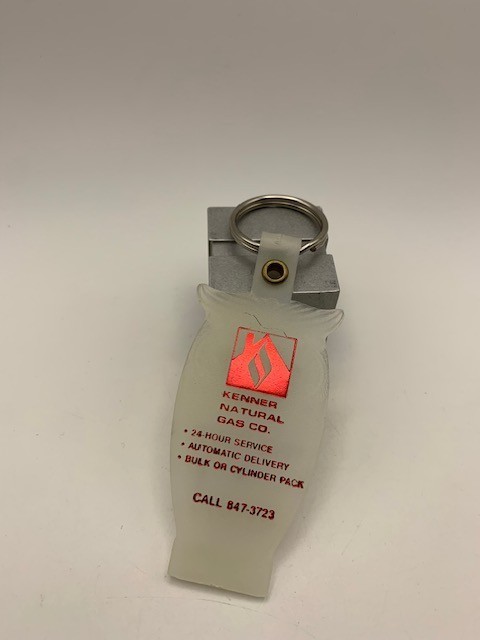 KENNER
NATURAL
GAS CO.
• 24-HOUR SERVICE
• AUTOMATIC DELIVERY
• BULK OR CYLINDER PACK
CALL 847-3723